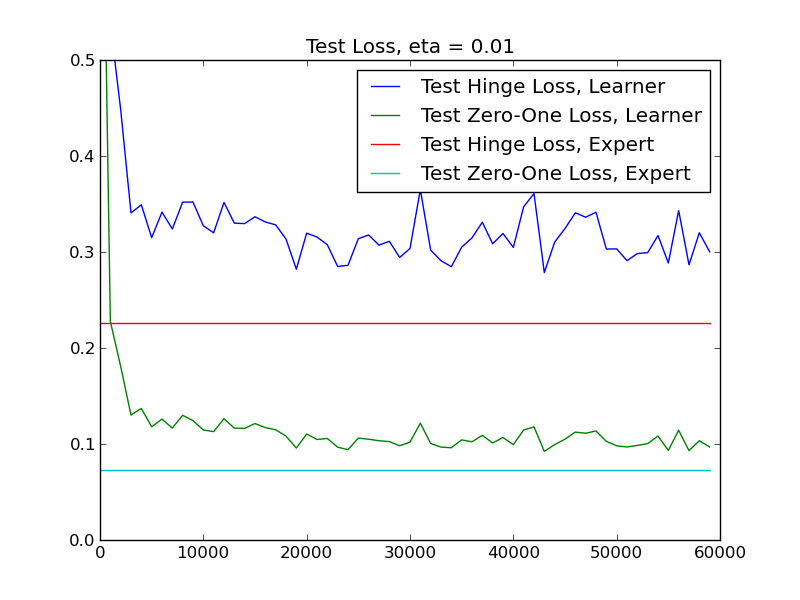 Test Loss, eta = 0.01
0.5
Test Hinge Loss, Learner
Test Zero-One Loss, Learner
Test Hinge Loss, Expert
Test Zero-One Loss, Expert
0.4
0.3
0.2
0.1
0.0
0 10000 20000 30000 40000 50000 60000